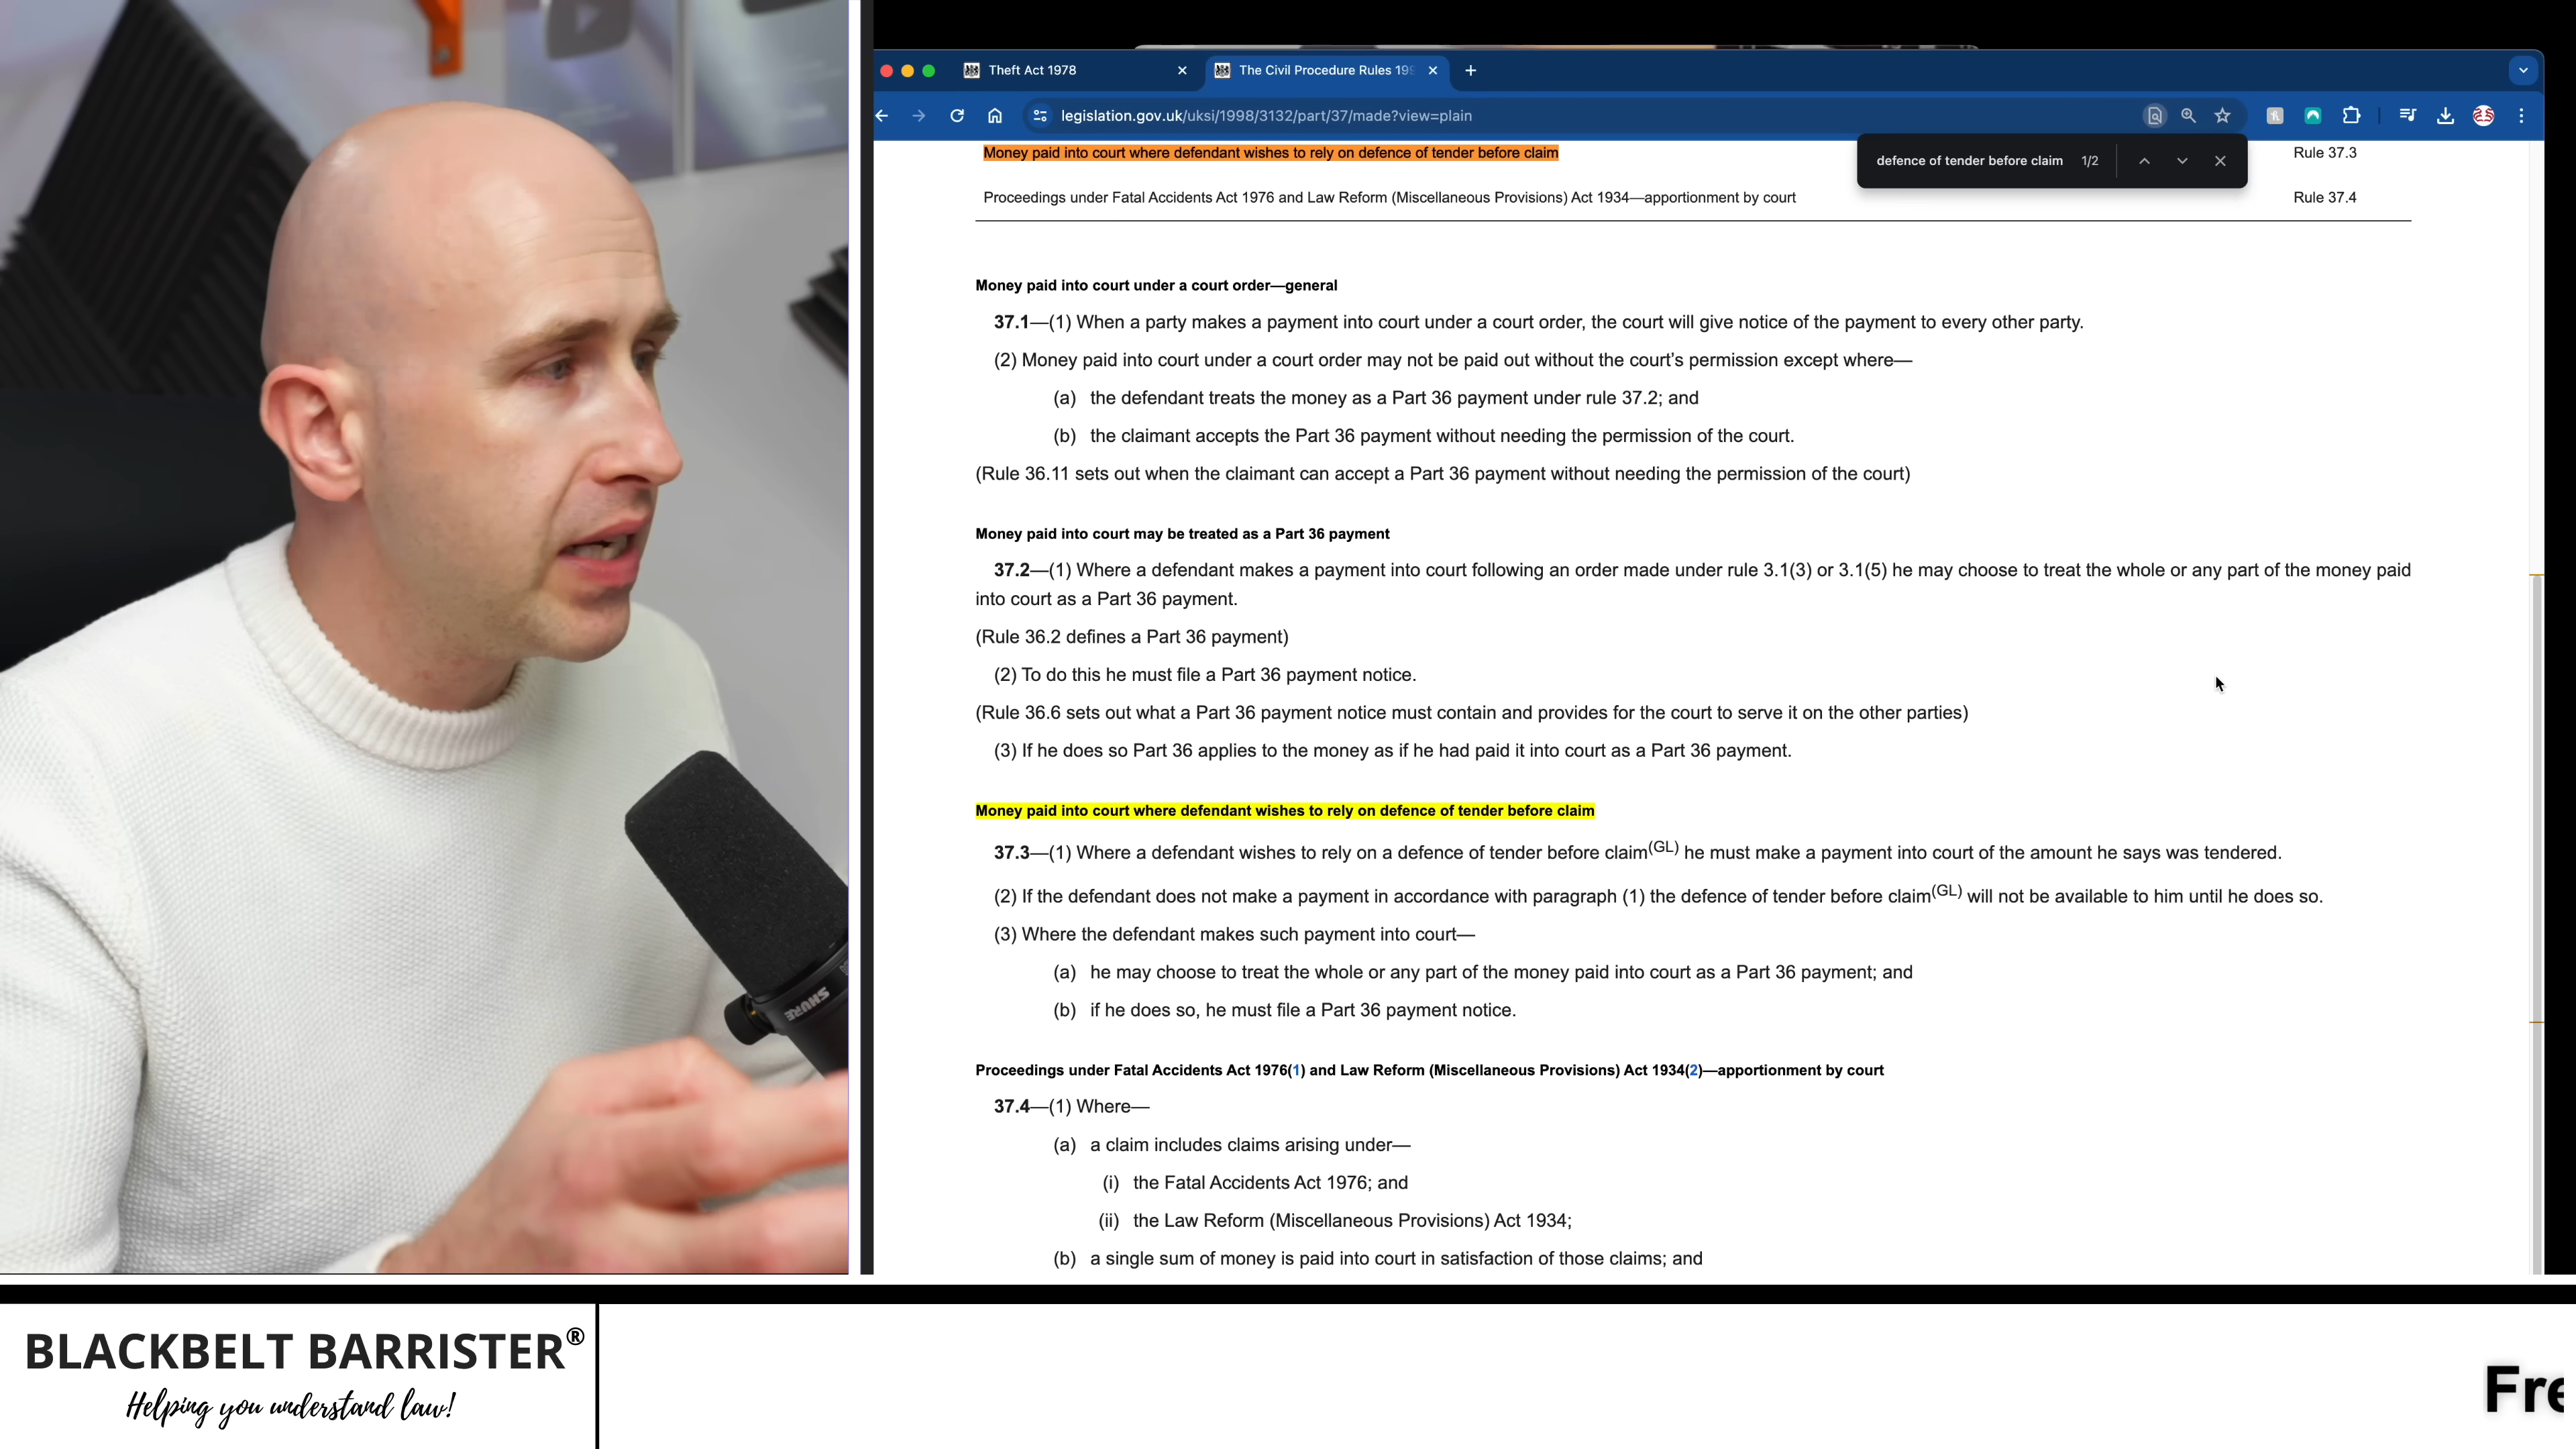 Theft Act 1978
The Civil Procedure Rules 199
legislation.gov.uk/uksi/1998/3132/part/37/made?view=plain
defence of tender before claim 1/2
Money paid into court where defendant wishes to rely on defence of tender before claim Rule 37.3
Proceedings under Fatal Accidents Act 1976 and Law Reform (Miscellaneous Provisions) Act 1934—apportionment by court Rule 37.4
Money paid into court under a court order—general
37.1—(1) When a party makes a payment into court under a court order, the court will give notice of the payment to every other party.
(2) Money paid into court under a court order may not be paid out without the court's permission except where—
(a) the defendant treats the money as a Part 36 payment under rule 37.2; and
(b) the claimant accepts the Part 36 payment without needing the permission of the court.
(Rule 36.11 sets out when the claimant can accept a Part 36 payment without needing the permission of the court)
Money paid into court may be treated as a Part 36 payment
37.2—(1) Where a defendant makes a payment into court following an order made under rule 3.1(3) or 3.1(5) he may choose to treat the whole or any part of the money paid
into court as a Part 36 payment.
(Rule 36.2 defines a Part 36 payment)
(2) To do this he must file a Part 36 payment notice.
(Rule 36.6 sets out what a Part 36 payment notice must contain and provides for the court to serve it on the other parties)
(3) If he does so Part 36 applies to the money as if he had paid it into court as a Part 36 payment.
Money paid into court where defendant wishes to rely on defence of tender before claim
37.3—(1) Where a defendant wishes to rely on a defence of tender before claim(GL) he must make a payment into court of the amount he says was tendered.
(2) If the defendant does not make a payment in accordance with paragraph (1) the defence of tender before claim(GL) will not be available to him until he does so.
(3) Where the defendant makes such payment into court—
(a) he may choose to treat the whole or any part of the money paid into court as a Part 36 payment; and
(b) if he does so, he must file a Part 36 payment notice.
Proceedings under Fatal Accidents Act 1976(1) and Law Reform (Miscellaneous Provisions) Act 1934(2)—apportionment by court
37.4—(1) Where—
(a) a claim includes claims arising under—
(i) the Fatal Accidents Act 1976; and
(ii) the Law Reform (Miscellaneous Provisions) Act 1934;
(b) a single sum of money is paid into court in satisfaction of those claims; and
SHURE
BLACKBELT BARRISTER®
Helping you understand law!
Fre